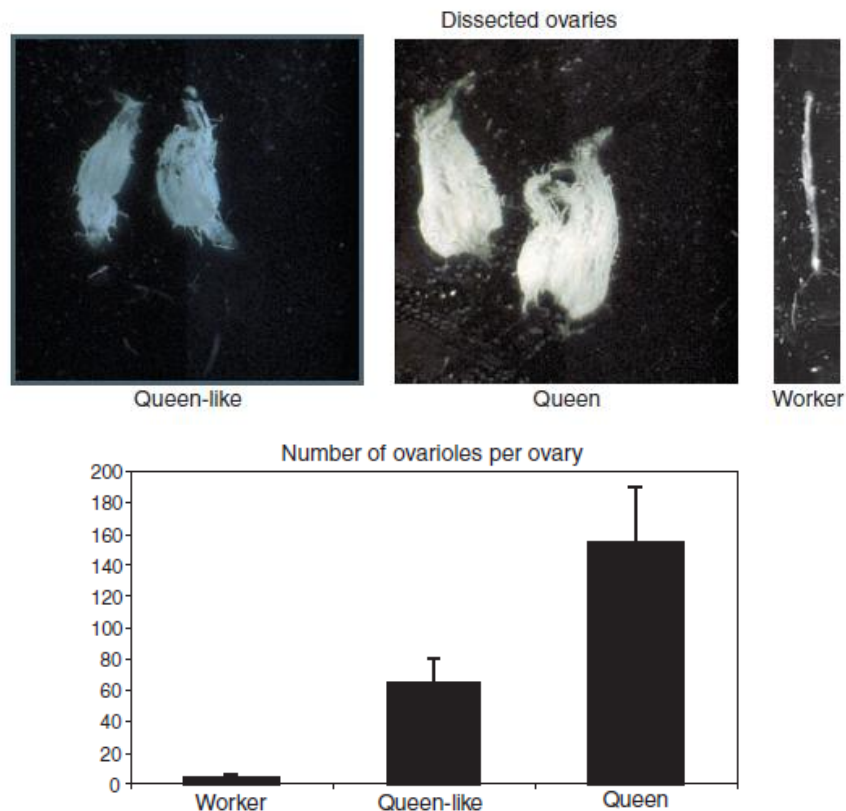 Dissected ovaries
Queen-like Queen Worker
Number of ovarioles per ovary
200
180
160
140
120
100
80
60
40
20
0
Worker Queen-like Queen